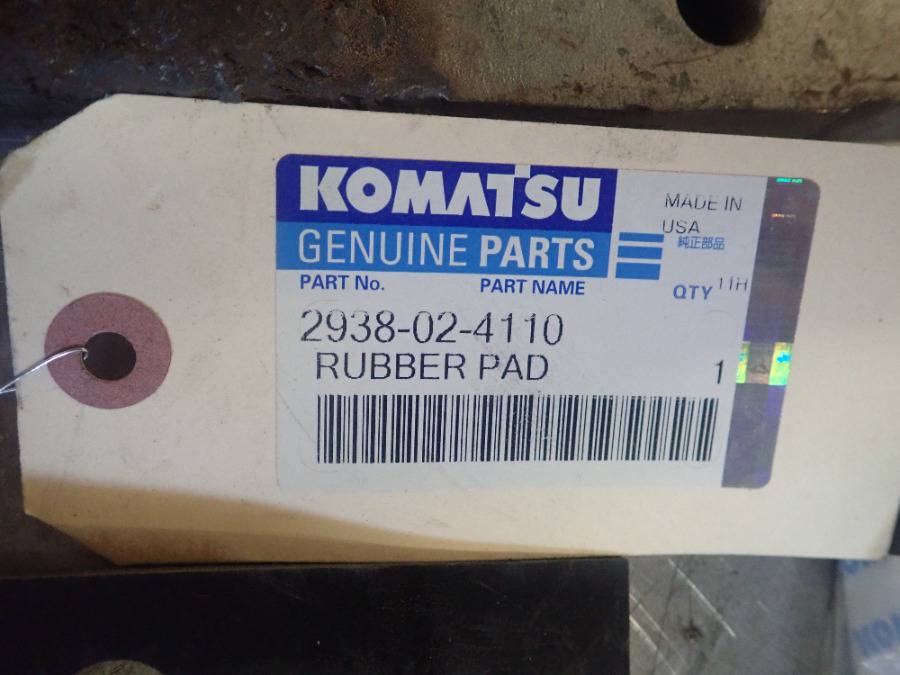 KOMATSU
GENUINE PARTS
MADE IN
USA
純正部品
PART No.
PART NAME
QTY
11H
2938-02-4110
RUBBER PAD
1